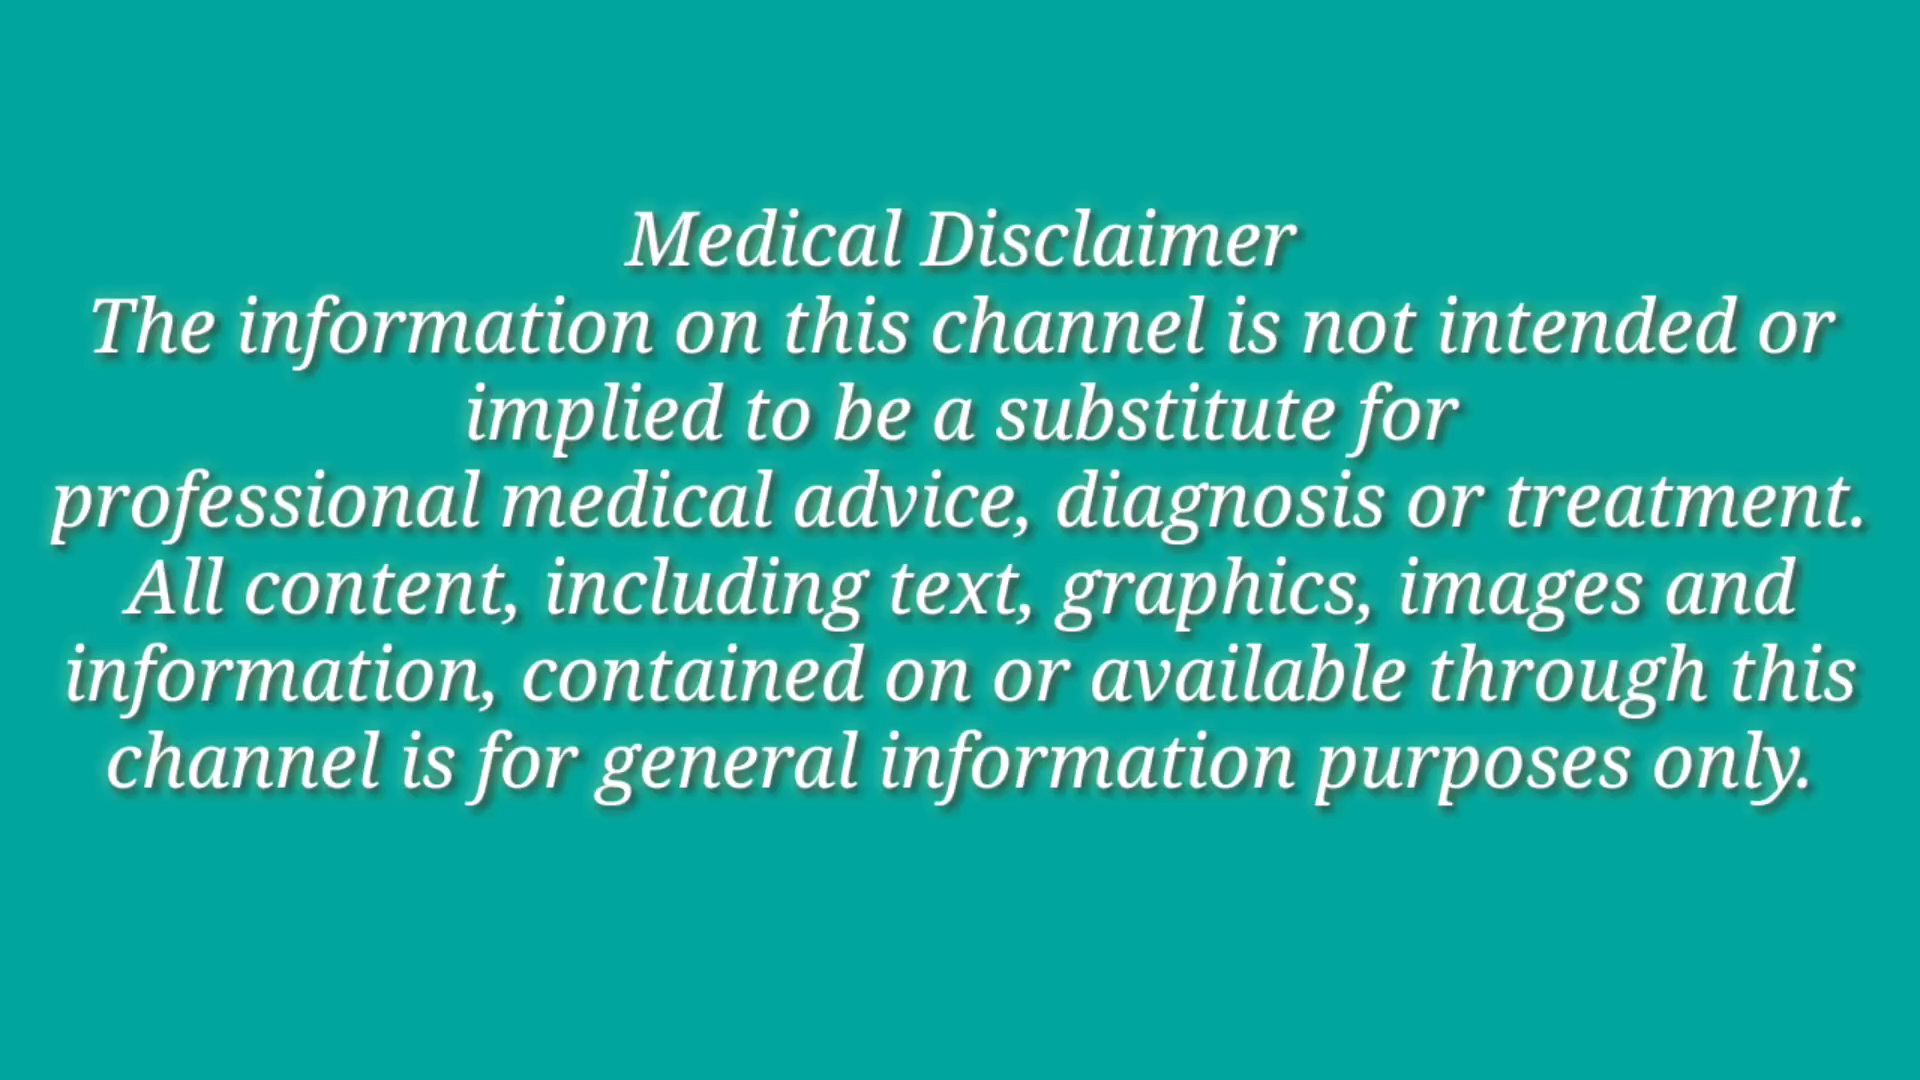 Medical Disclaimer
The information on this channel is not intended or
implied to be a substitute for
professional medical advice, diagnosis or treatment.
All content, including text, graphics, images and
information, contained on or available through this
channel is for general information purposes only.